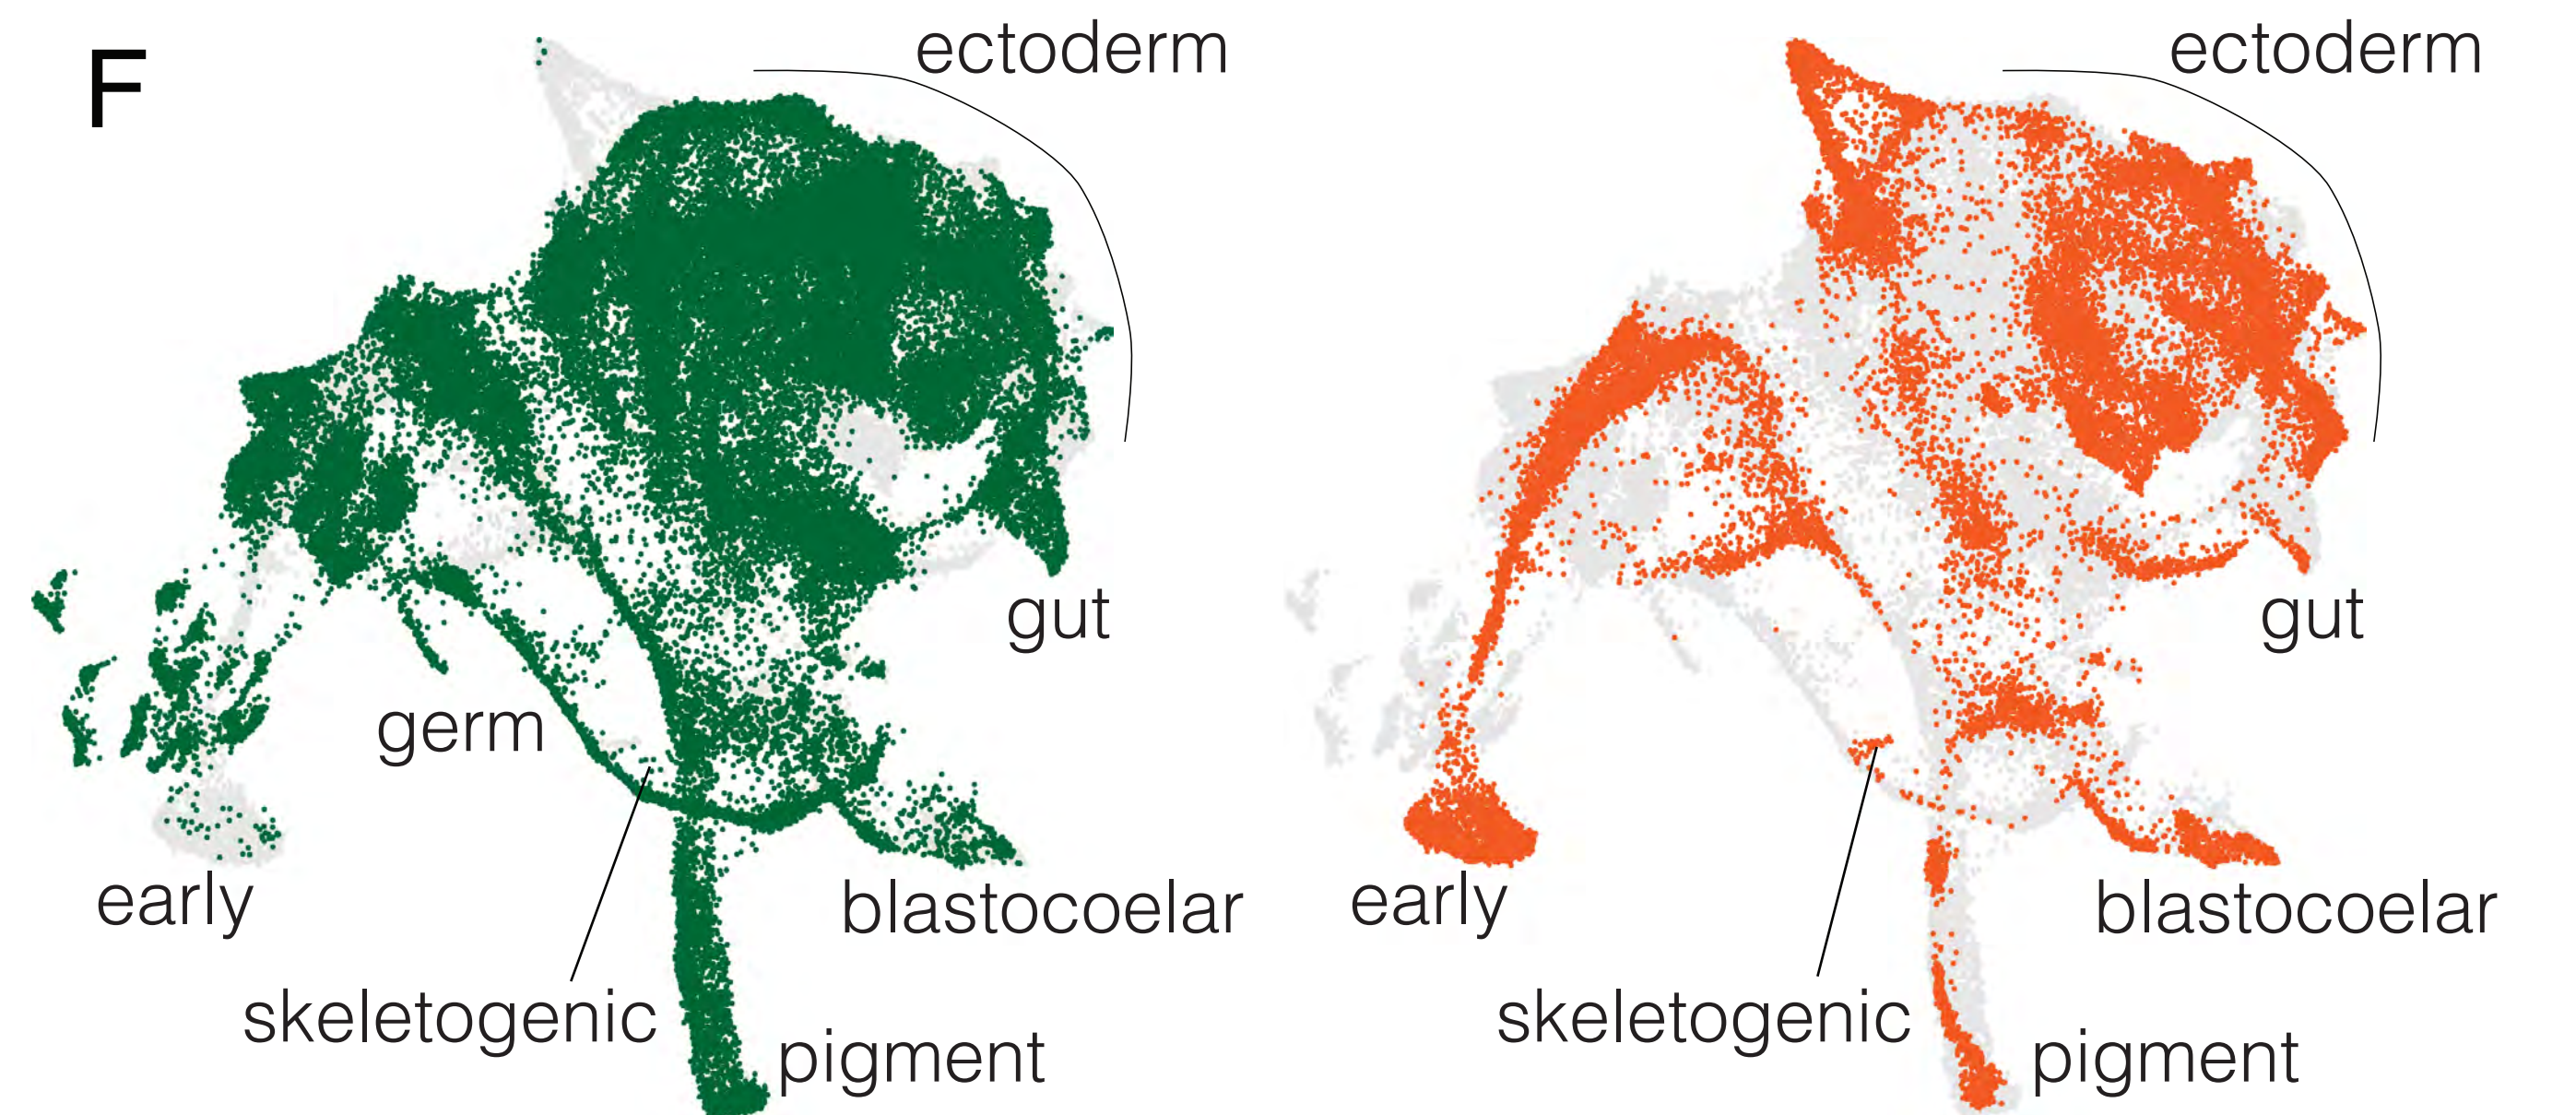 F
ectoderm
gut
germ
early
blastocoelar
skeletogenic
pigment
ectoderm
gut
early
blastocoelar
skeletogenic
pigment